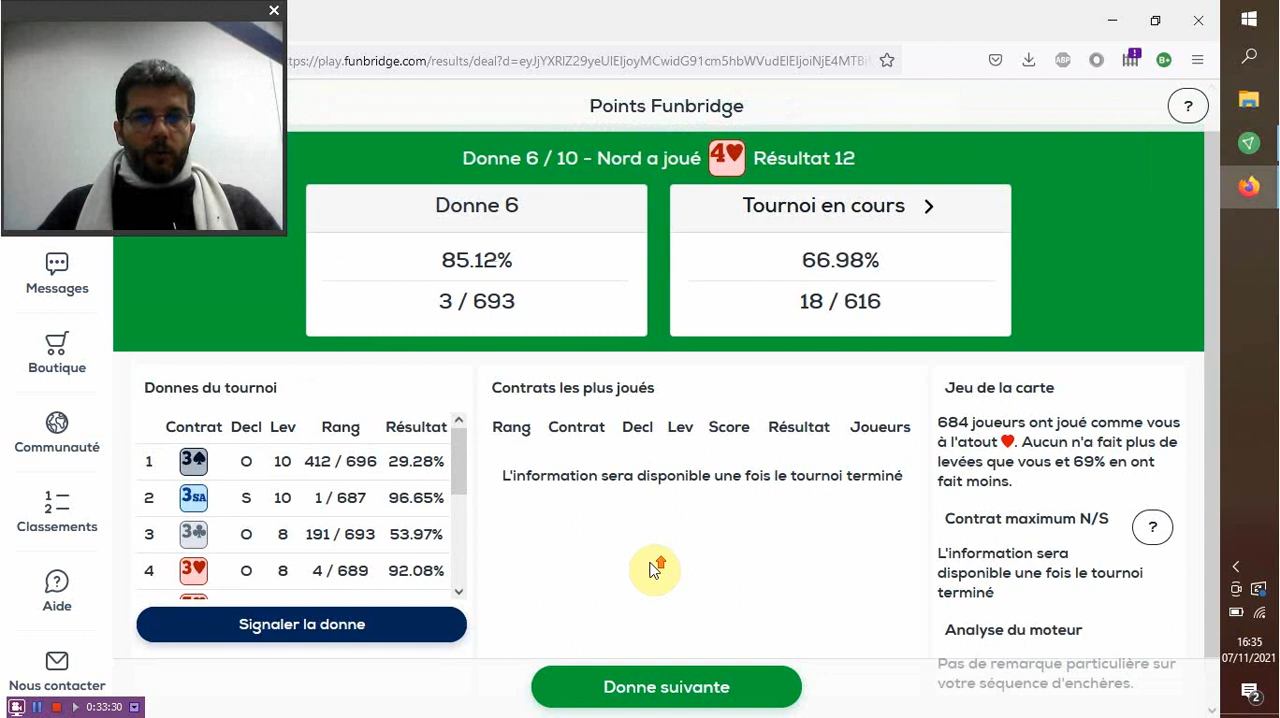 ttps://play.funbridge.com/results/dealId=
Points Funbridge
?
Donne 6 / 10 - Nord a joué 4♥ Résultat 12
Donne 6
85.12%
3 / 693
Tournoi en cours
66.98%
18 / 616
Messages
Boutique
Communauté
Classements
Aide
Nous contacter
Donnes du tournoi
Contrat Decl Lev Rang Résultat
1 3♠ O 10 412 / 696 29.28%
2 3SA S 10 1 / 687 96.65%
3 3♣ O 8 191 / 693 53.97%
4 3♥ O 8 4 / 689 92.08%
Signaler la donne
Contrats les plus joués
Rang Contrat Decl Lev Score Résultat Joueurs
L'information sera disponible une fois le tournoi terminé
Donne suivante
Jeu de la carte
684 joueurs ont joué comme vous
à l'atout ♥. Aucun n'a fait plus de
levées que vous et 69% en ont
fait moins.
Contrat maximum N/S
?
L'information sera
disponible une fois le tournoi
terminé
Analyse du moteur
Pas de remarque particulière sur
votre séquence d'enchères.
0:33:30
16:35
07/11/2021
2